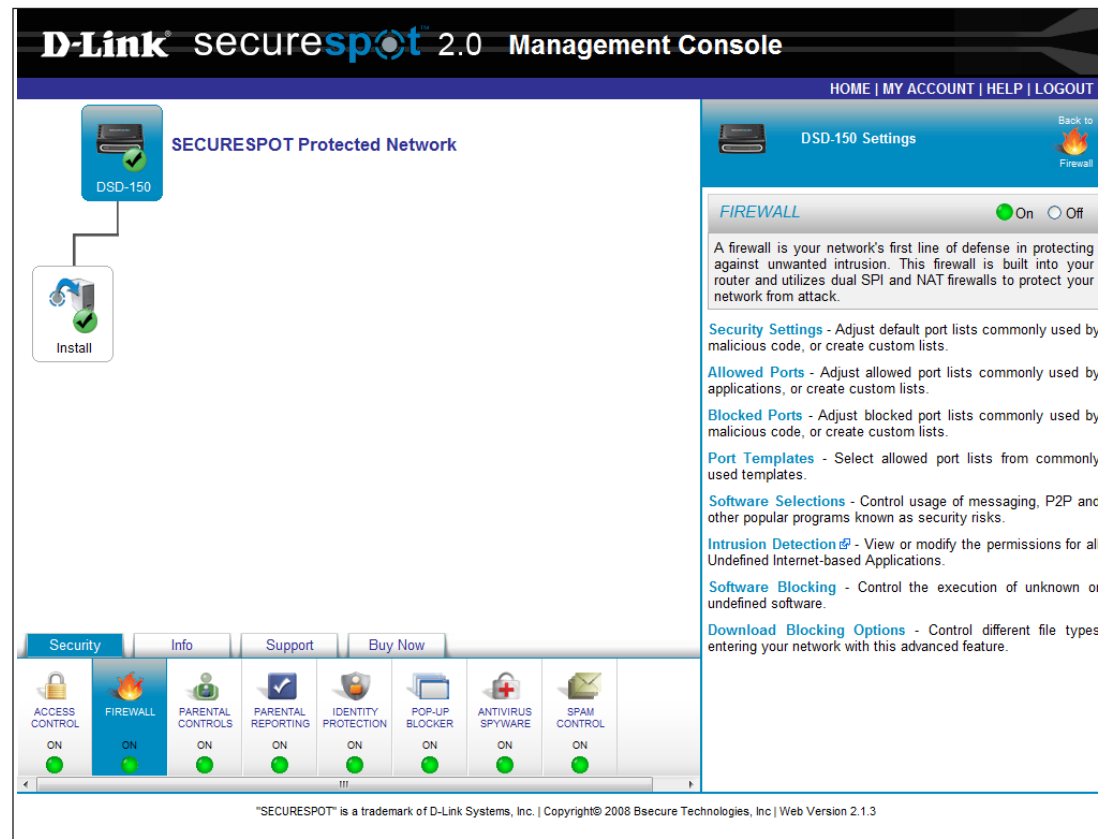 D-Link® securespot™ 2.0 Management Console
HOME | MY ACCOUNT | HELP | LOGOUT
DSD-150
SECURESPOT Protected Network
Install
DSD-150 Settings
Back to
Firewall
FIREWALL
On Off
A firewall is your network's first line of defense in protecting
against unwanted intrusion. This firewall is built into your
router and utilizes dual SPI and NAT firewalls to protect your
network from attack.
Security Settings - Adjust default port lists commonly used by
malicious code, or create custom lists.
Allowed Ports - Adjust allowed port lists commonly used by
applications, or create custom lists.
Blocked Ports - Adjust blocked port lists commonly used by
malicious code, or create custom lists.
Port Templates - Select allowed port lists from commonly
used templates.
Software Selections - Control usage of messaging, P2P and
other popular programs known as security risks.
Intrusion Detection - View or modify the permissions for all
Undefined Internet-based Applications.
Software Blocking - Control the execution of unknown or
undefined software.
Download Blocking Options - Control different file types
entering your network with this advanced feature.
Security Info Support Buy Now
ACCESS CONTROL
ON
FIREWALL
ON
PARENTAL CONTROLS
ON
PARENTAL REPORTING
ON
IDENTITY PROTECTION
ON
POP-UP BLOCKER
ON
ANTIVIRUS SPYWARE
ON
SPAM CONTROL
ON
"SECURESPOT" is a trademark of D-Link Systems, Inc. | Copyright© 2008 Bsecure Technologies, Inc | Web Version 2.1.3